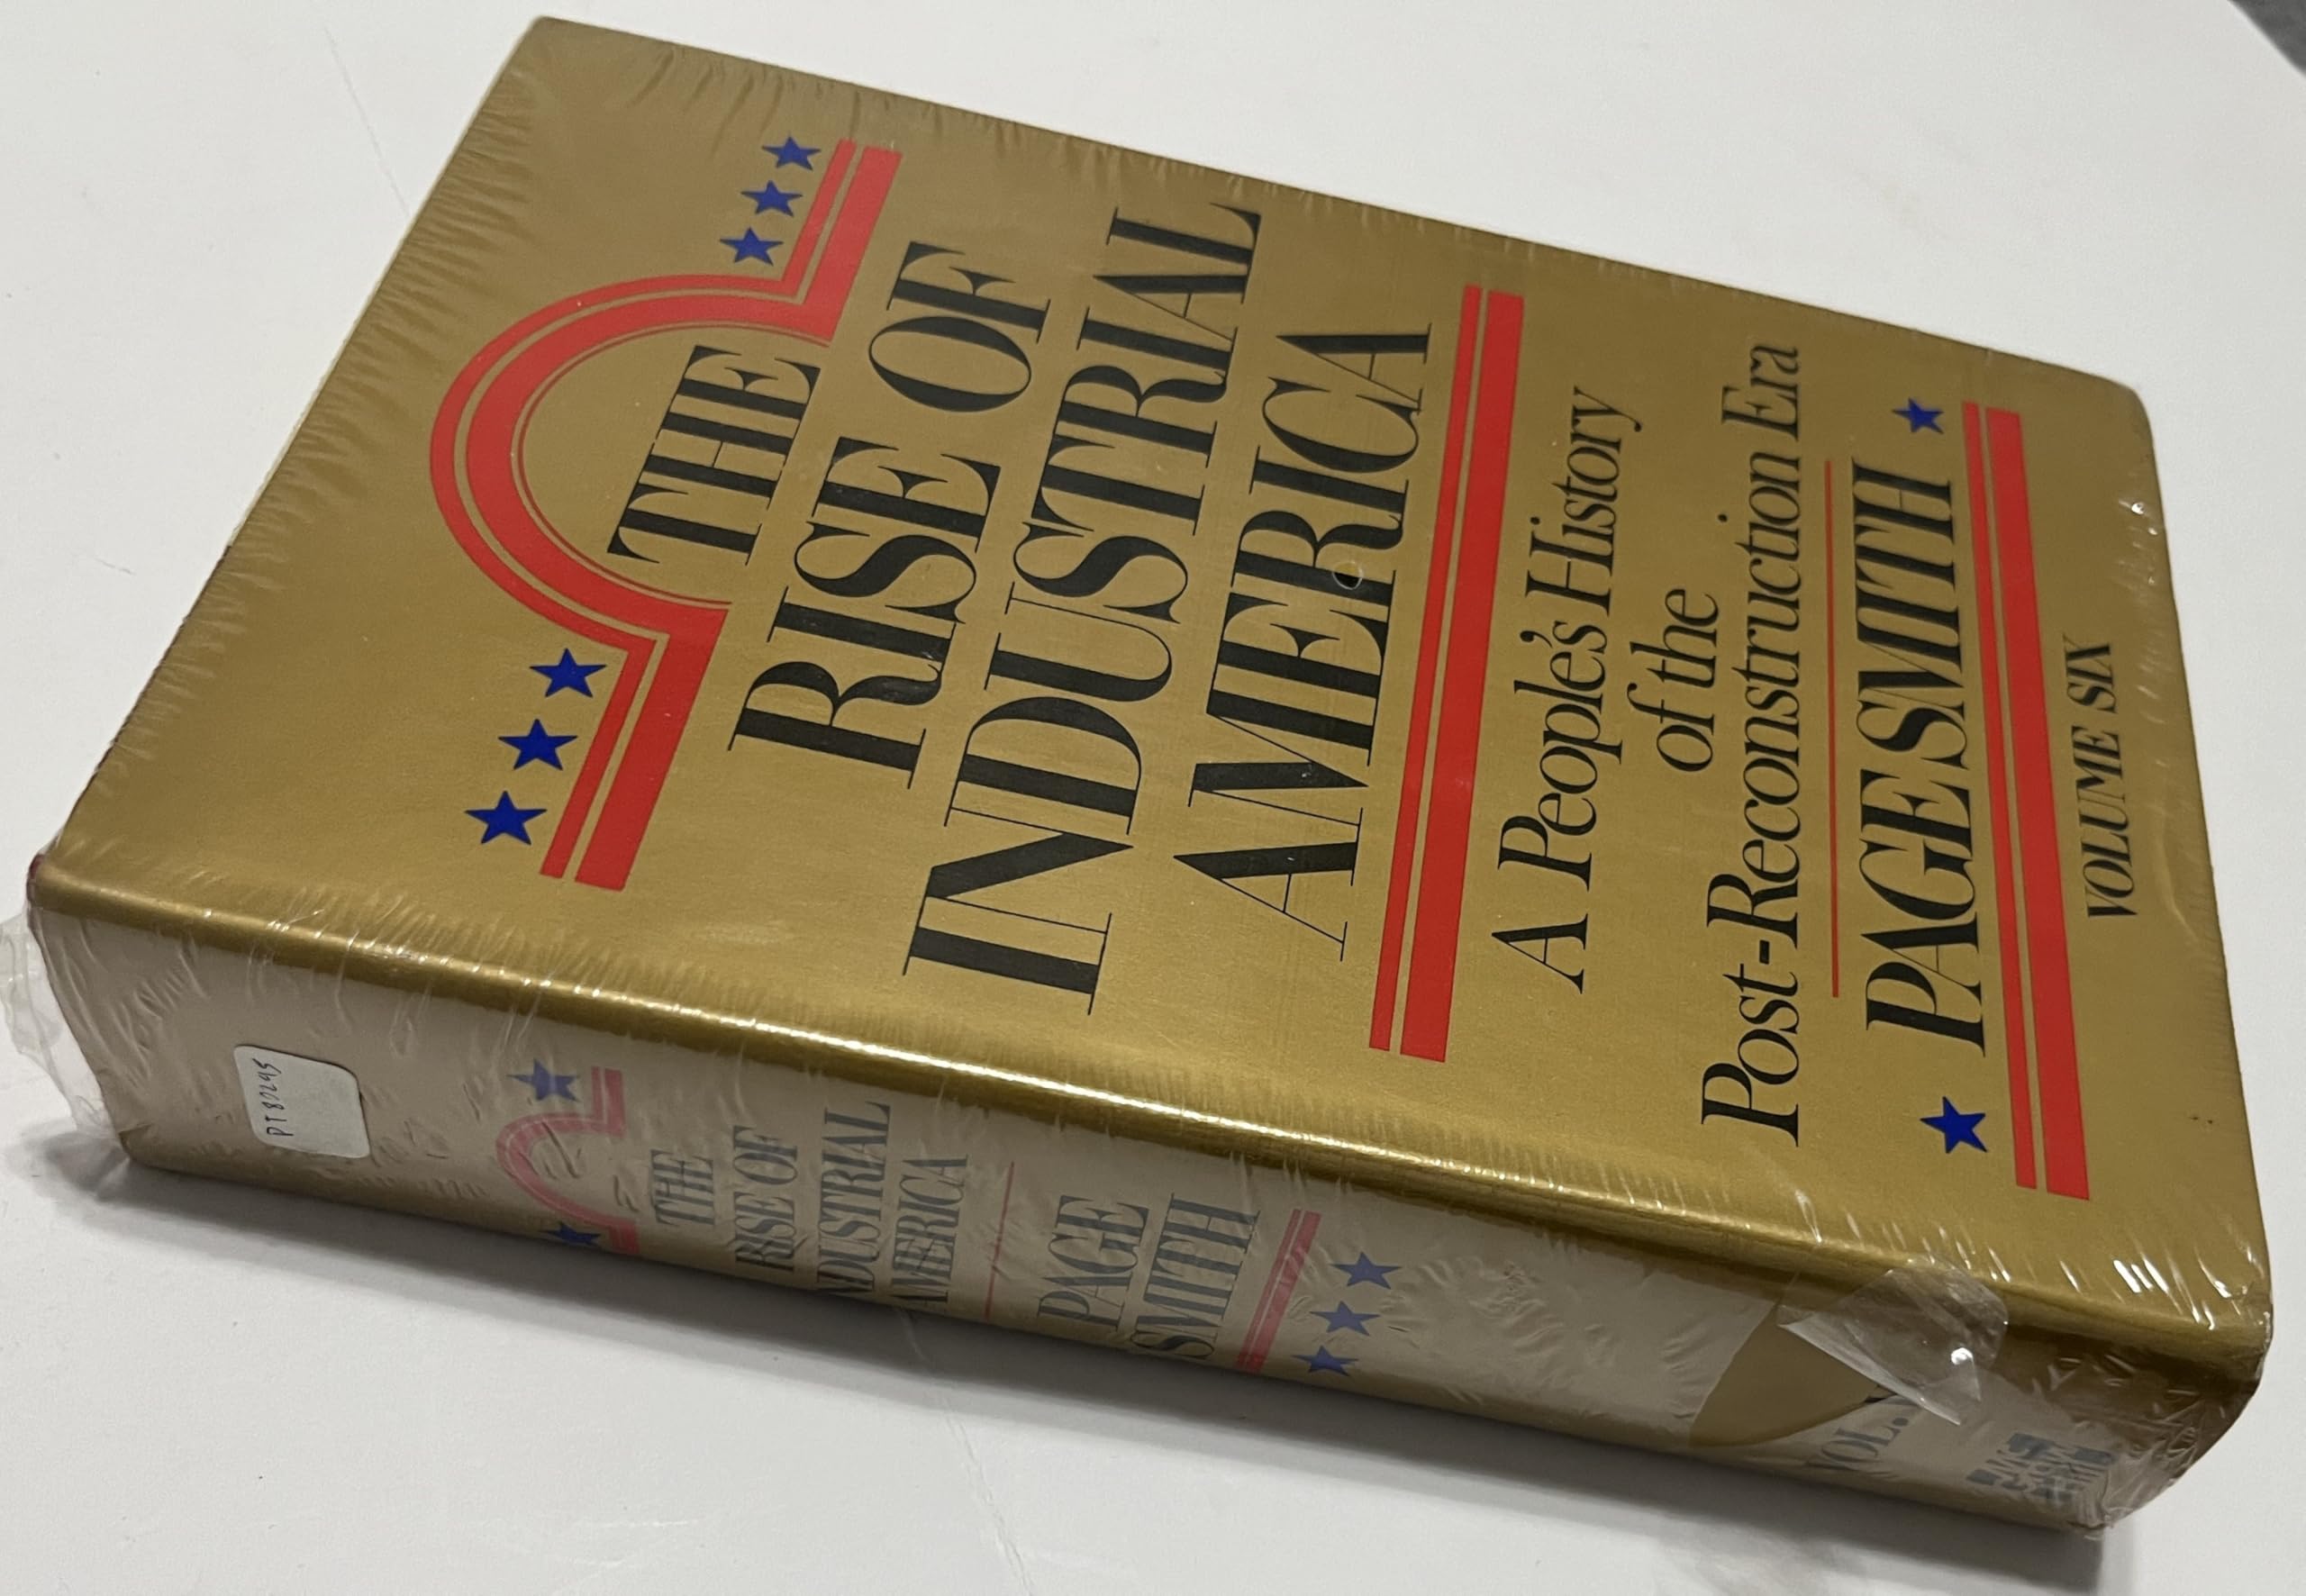 THE
RISE OF
INDUSTRIAL
AMERICA
A People's History
of the
Post-Reconstruction Era
PAGE SMITH
VOLUME SIX
PT82295
THE
RISE OF
INDUSTRIAL
AMERICA
PAGE
SMITH